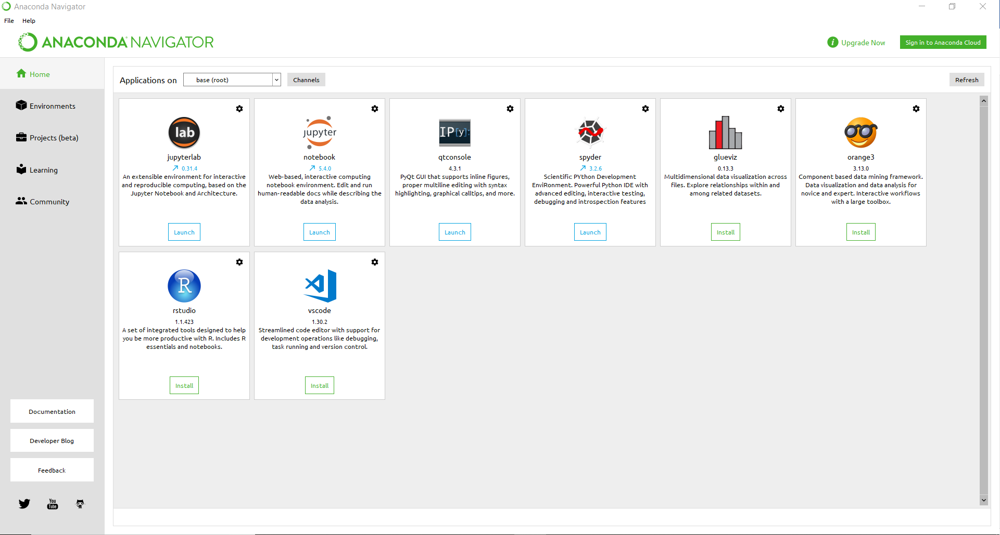 Anaconda Navigator
File Help
ANACONDA NAVIGATOR
Upgrade Now
Sign in to Anaconda Cloud
Home
Environments
Projects (beta)
Learning
Community
Documentation
Developer Blog
Feedback
You
Tube
Applications on
base (root)
Channels
Refresh
lab
jupyterlab
0.31.4
An extensible environment for interactive
and reproducible computing, based on the
Jupyter Notebook and Architecture.
Launch
jupyter
notebook
5.4.0
Web-based, interactive computing
notebook environment. Edit and run
human-readable docs while describing the
data analysis.
Launch
IP[y]:
qtconsole
4.3.1
PyQt GUI that supports inline figures,
proper multiline editing with syntax
highlighting, graphical calltips, and more.
Launch
spyder
3.2.6
Scientific PYthon Development
EnviRonment. Powerful Python IDE with
advanced editing, interactive testing,
debugging and introspection features
Launch
glueviz
0.13.3
Multidimensional data visualization across
files. Explore relationships within and
among related datasets.
Install
orange3
3.13.0
Component based data mining framework.
Data visualization and data analysis for
novice and expert. Interactive workflows
with a large toolbox.
Install
R
rstudio
1.1.423
A set of integrated tools designed to help
you be more productive with R. Includes R
essentials and notebooks.
Install
vscode
1.30.2
Streamlined code editor with support for
development operations like debugging,
task running and version control.
Install